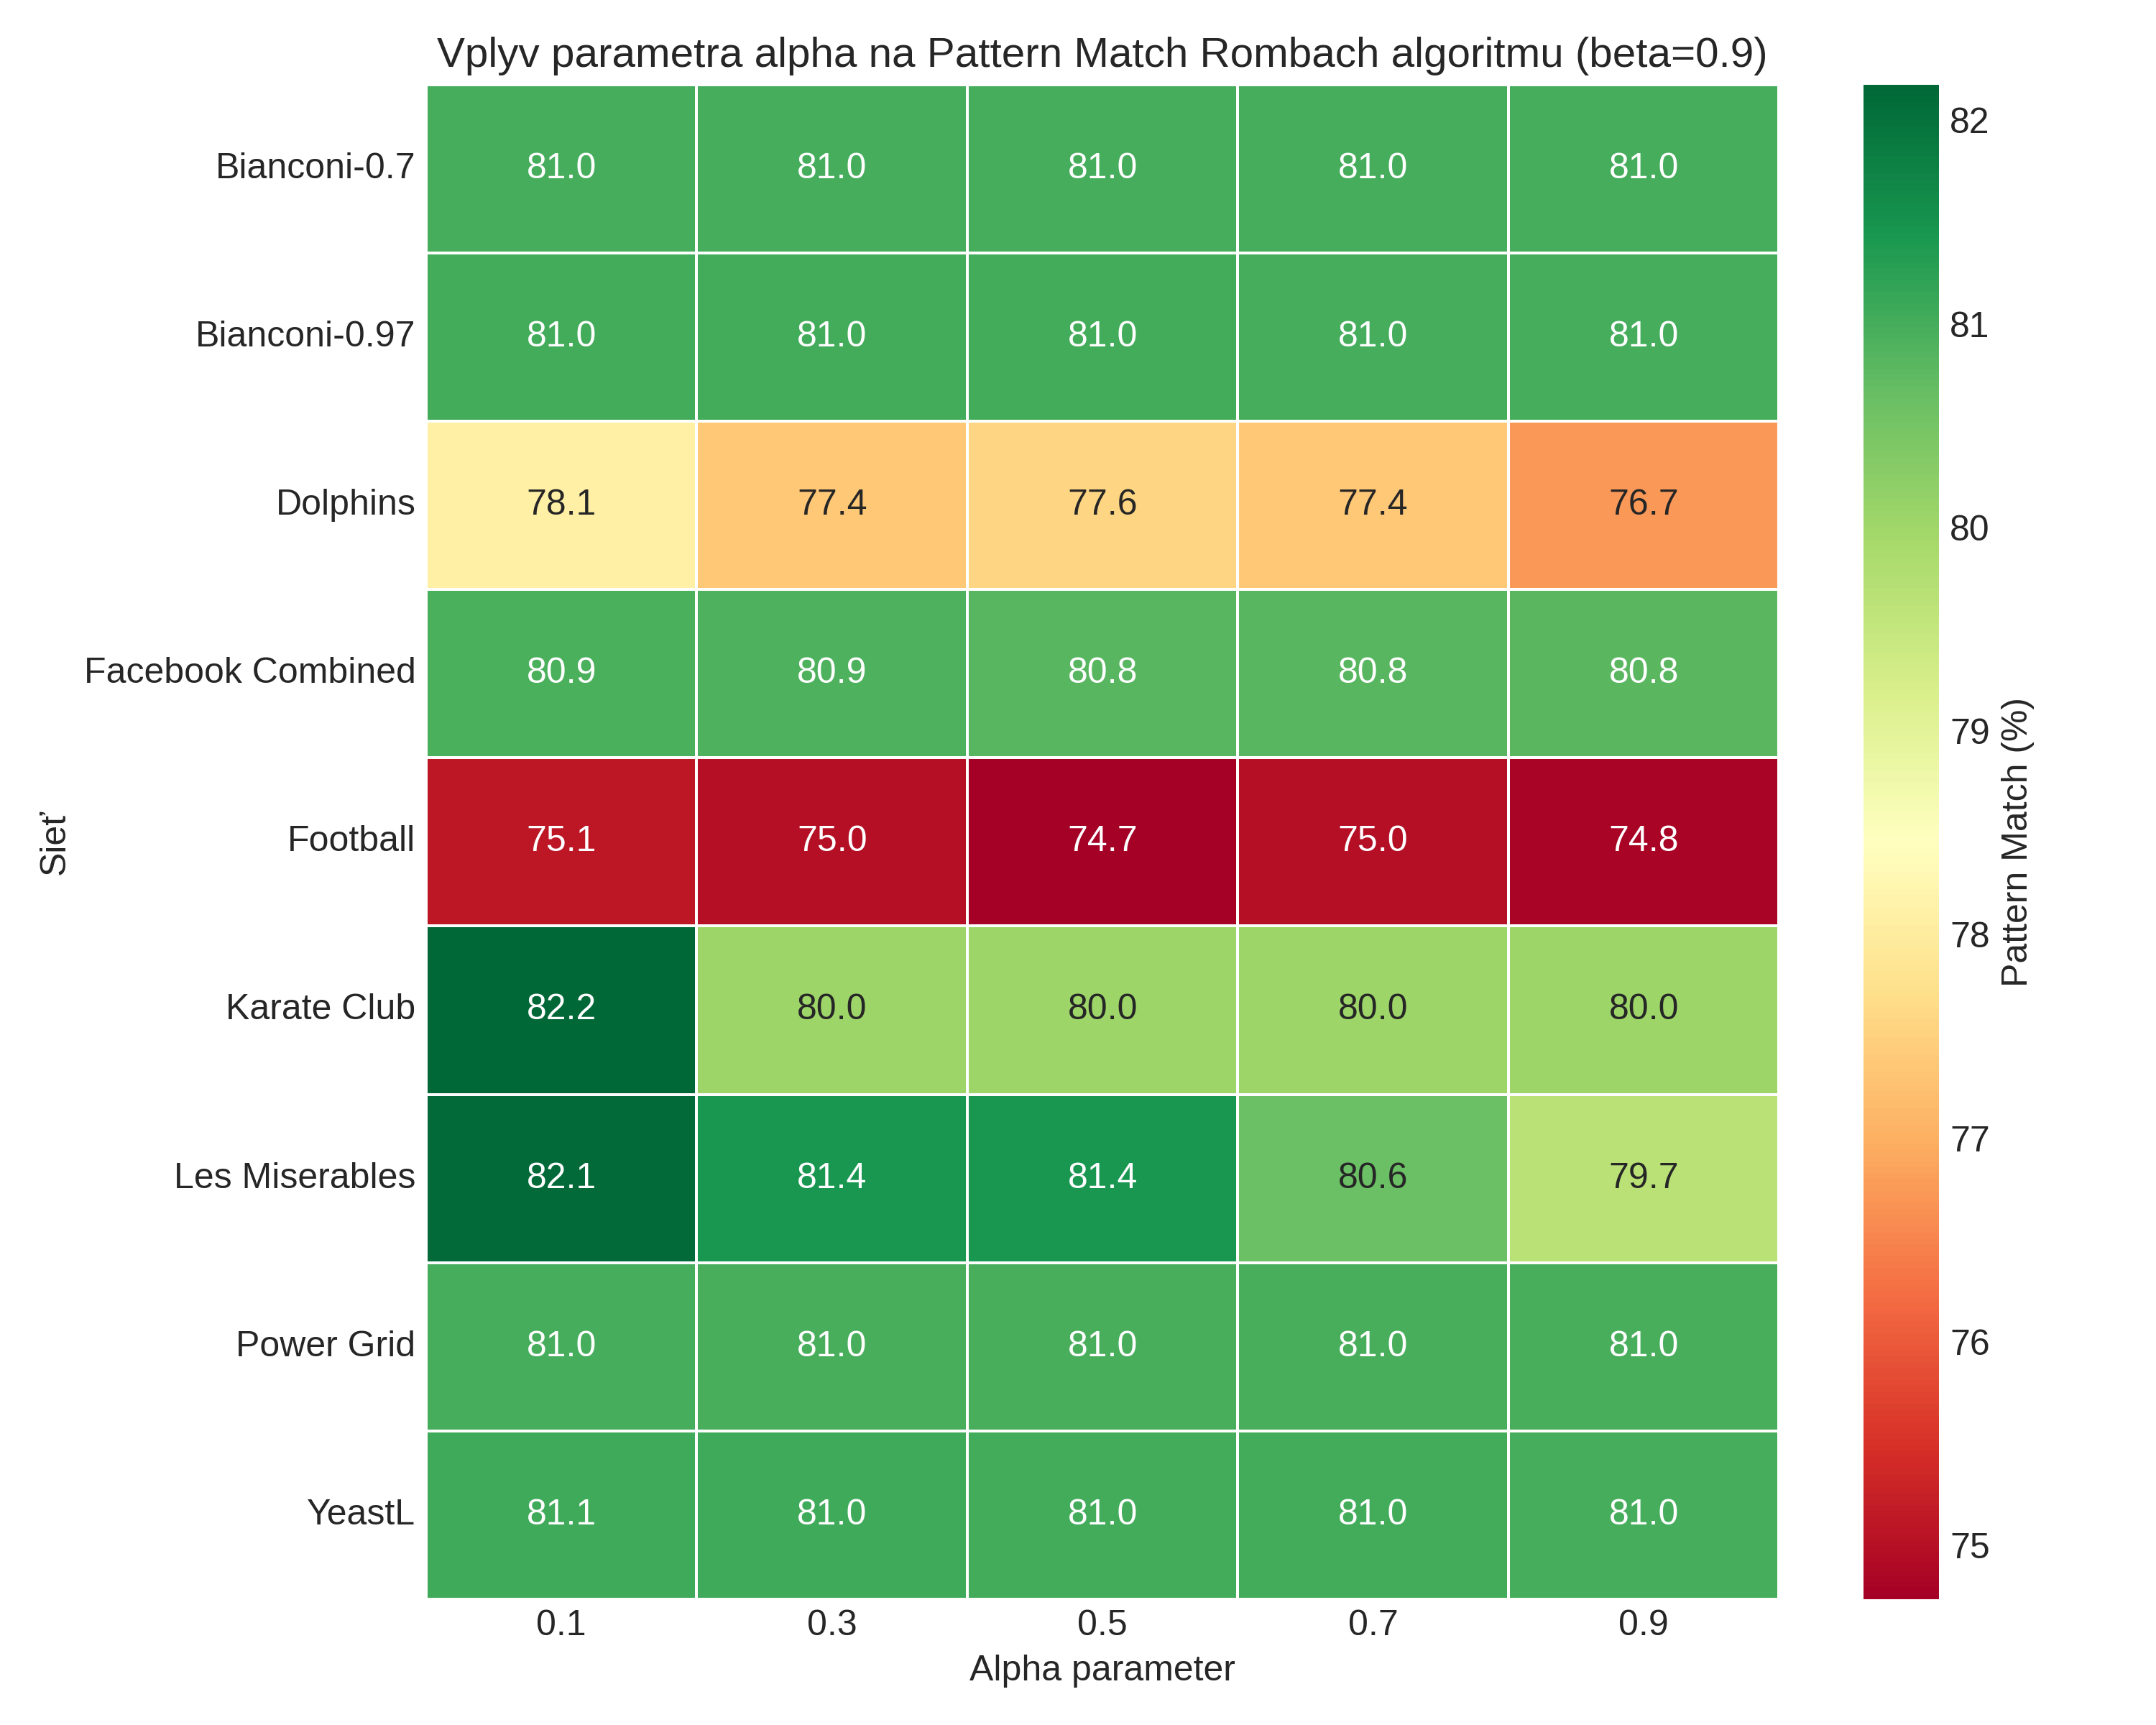 Vplyv parametra alpha na Pattern Match Rombach algoritmu (beta=0.9)
Bianconi-0.7 81.0 81.0 81.0 81.0 81.0
Bianconi-0.97 81.0 81.0 81.0 81.0 81.0
Dolphins 78.1 77.4 77.6 77.4 76.7
Facebook Combined 80.9 80.9 80.8 80.8 80.8
Football 75.1 75.0 74.7 75.0 74.8
Karate Club 82.2 80.0 80.0 80.0 80.0
Les Miserables 82.1 81.4 81.4 80.6 79.7
Power Grid 81.0 81.0 81.0 81.0 81.0
YeastL 81.1 81.0 81.0 81.0 81.0
0.1 0.3 0.5 0.7 0.9
Alpha parameter
Sieť
82
81
80
79
78
77
76
75
Pattern Match (%)